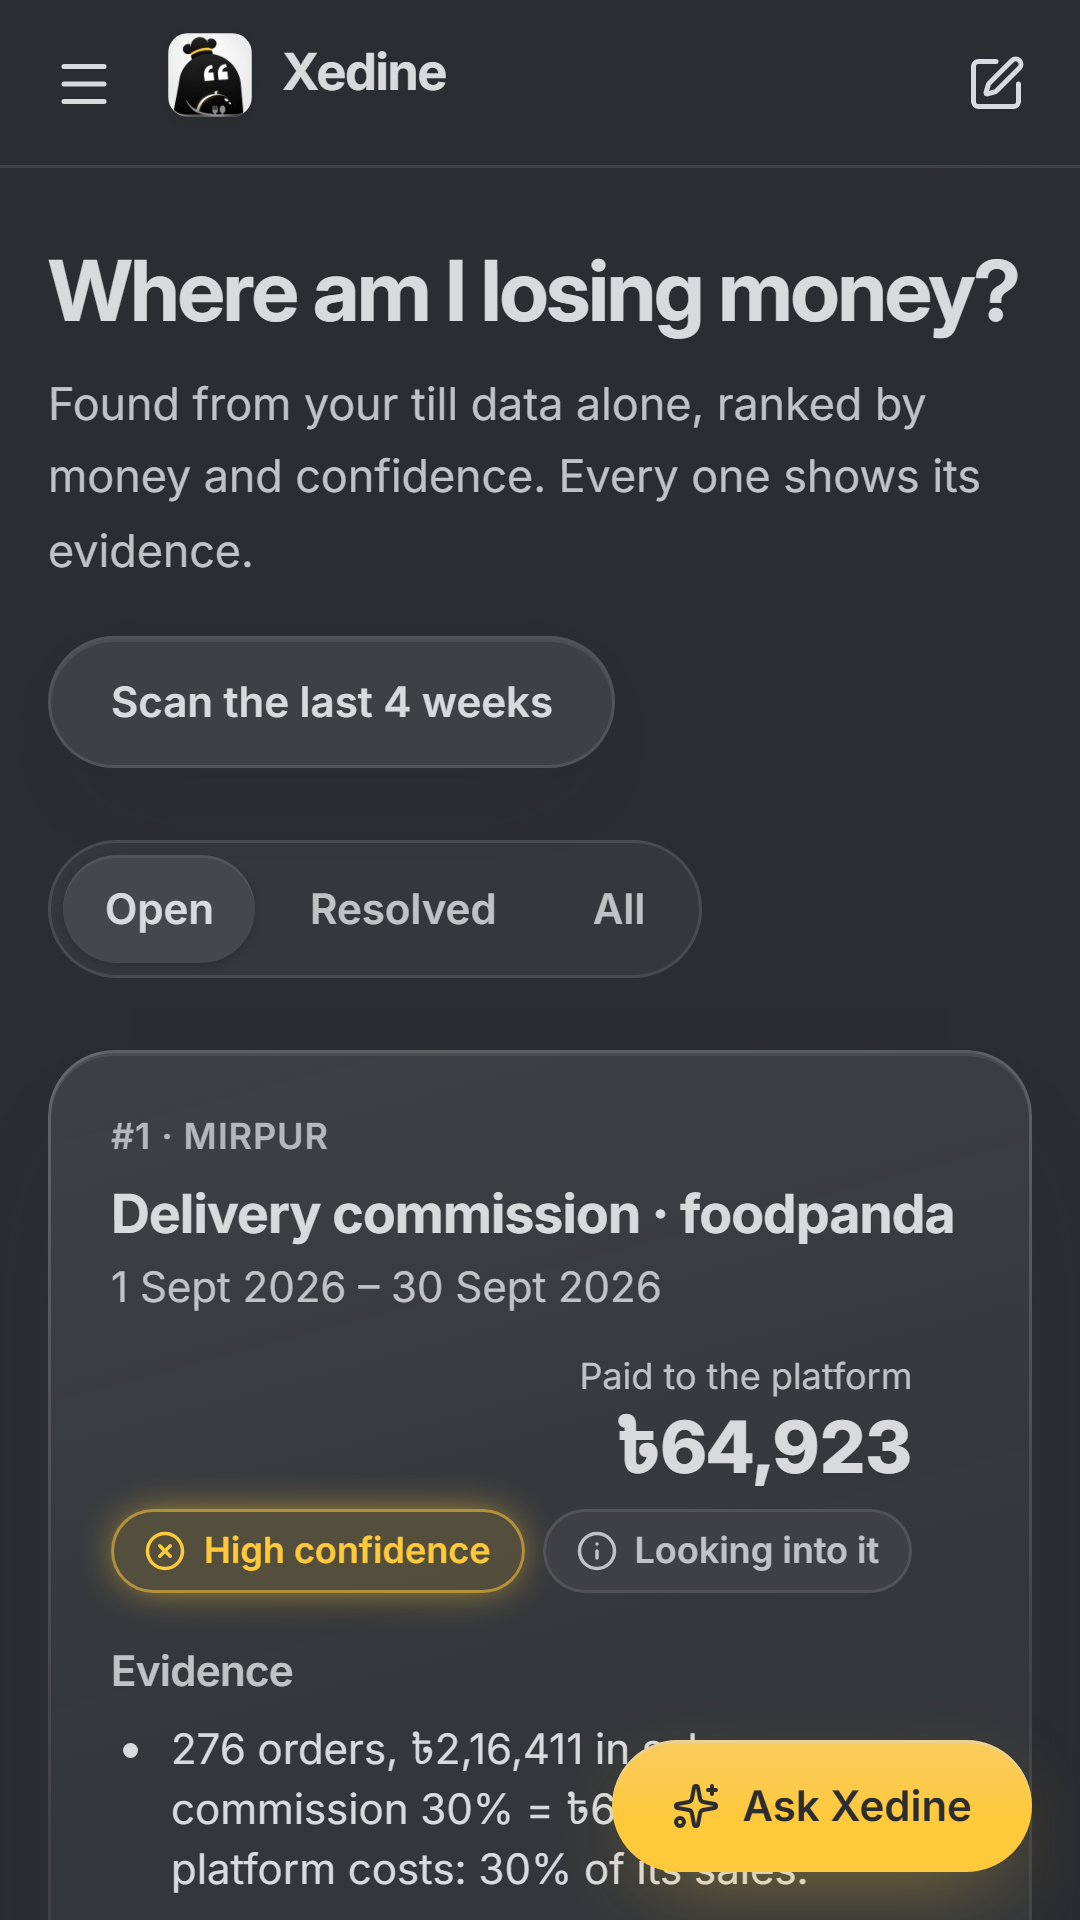 Xedine
Where am I losing money?
Found from your till data alone, ranked by
money and confidence. Every one shows its
evidence.
Scan the last 4 weeks
Open Resolved All
#1 · MIRPUR
Delivery commission · foodpanda
1 Sept 2026 – 30 Sept 2026
Paid to the platform
৳64,923
High confidence Looking into it
Evidence
276 orders, ৳2,16,411 in
commission 30% = ৳6
platform costs: 30% of its sales.
Ask Xedine